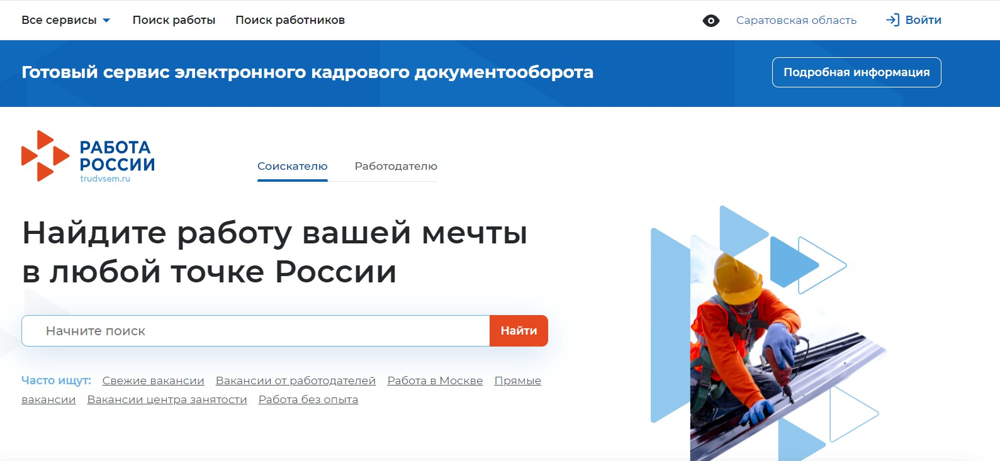 Все сервисы Поиск работы Поиск работников Саратовская область Войти
Готовый сервис электронного кадрового документооборота Подробная информация
РАБОТА
РОССИИ
trudvsem.ru
Соискателю Работодателю
Найдите работу вашей мечты
в любой точке России
Начните поиск Найти
Часто ищут: Свежие вакансии Вакансии от работодателей Работа в Москве Прямые
вакансии Вакансии центра занятости Работа без опыта